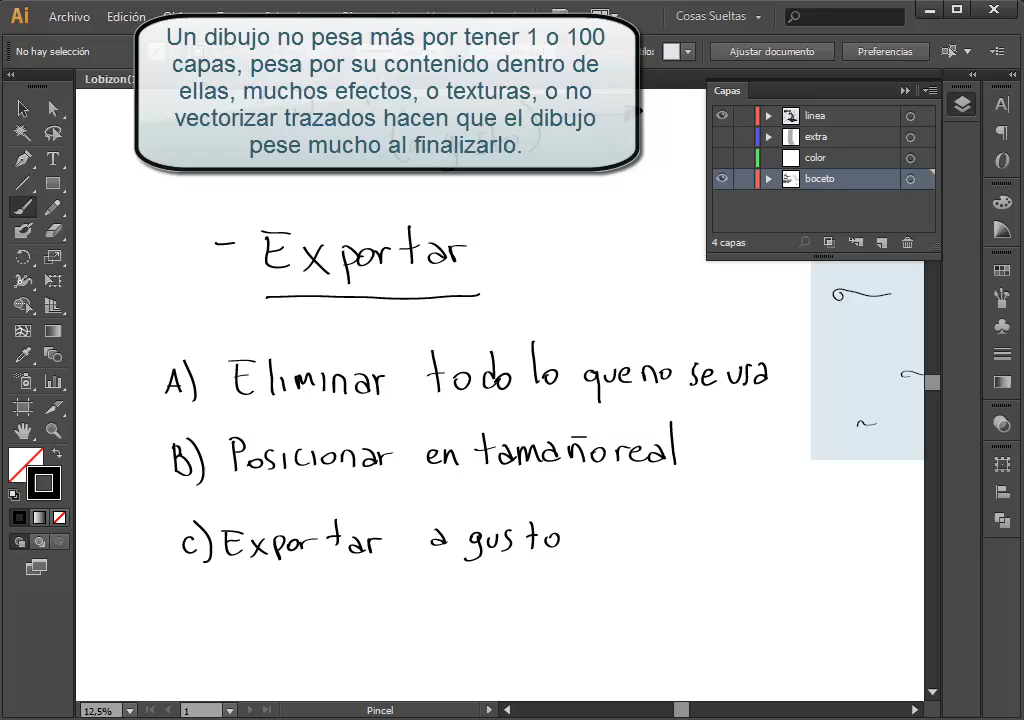 Ai Archivo Edición
Cosas Sueltas
No hay selección
Ajustar documento
Preferencias
Un dibujo no pesa más por tener 1 o 100
capas, pesa por su contenido dentro de
ellas, muchos efectos, o texturas, o no
vectorizar trazados hacen que el dibujo
pese mucho al finalizarlo.
Capas
linea
extra
color
boceto
4 capas
- Exportar
A) Eliminar todo lo que no se usa
B) Posicionar en tamaño real
C) Exportar a gusto
12,5%
1
Pincel